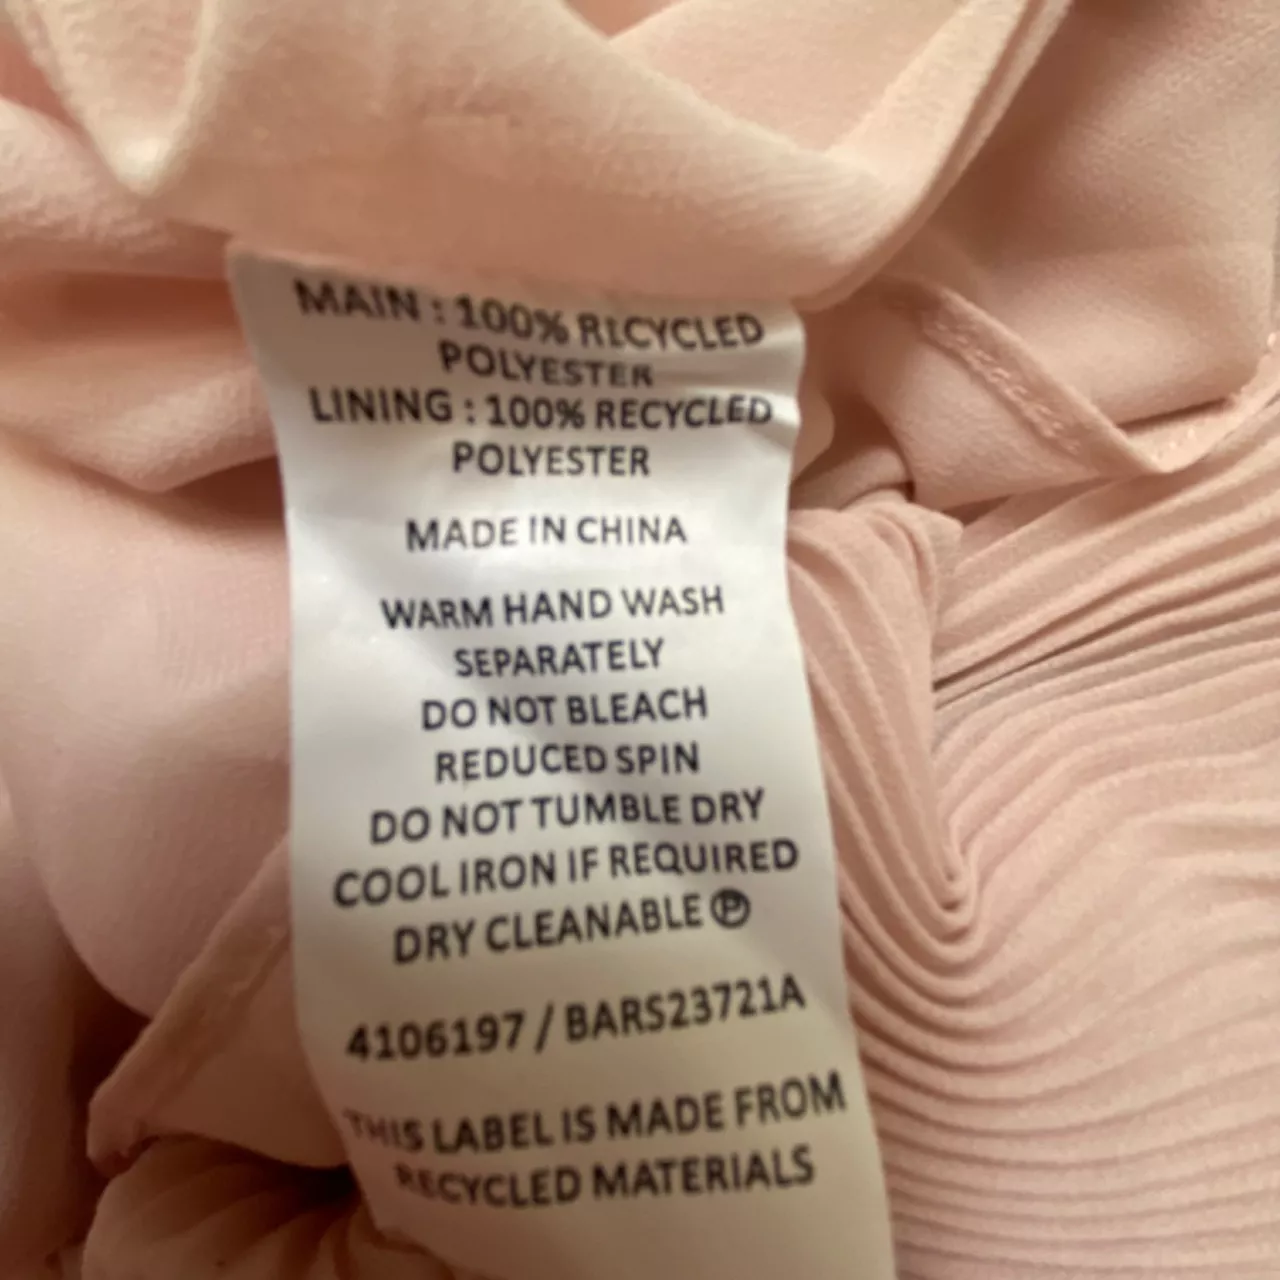 MAIN : 100% RECYCLED
POLYESTER
LINING : 100% RECYCLED
POLYESTER
MADE IN CHINA
WARM HAND WASH
SEPARATELY
DO NOT BLEACH
REDUCED SPIN
DO NOT TUMBLE DRY
COOL IRON IF REQUIRED
DRY CLEANABLE Ⓟ
4106197 / BARS23721A
THIS LABEL IS MADE FROM
RECYCLED MATERIALS